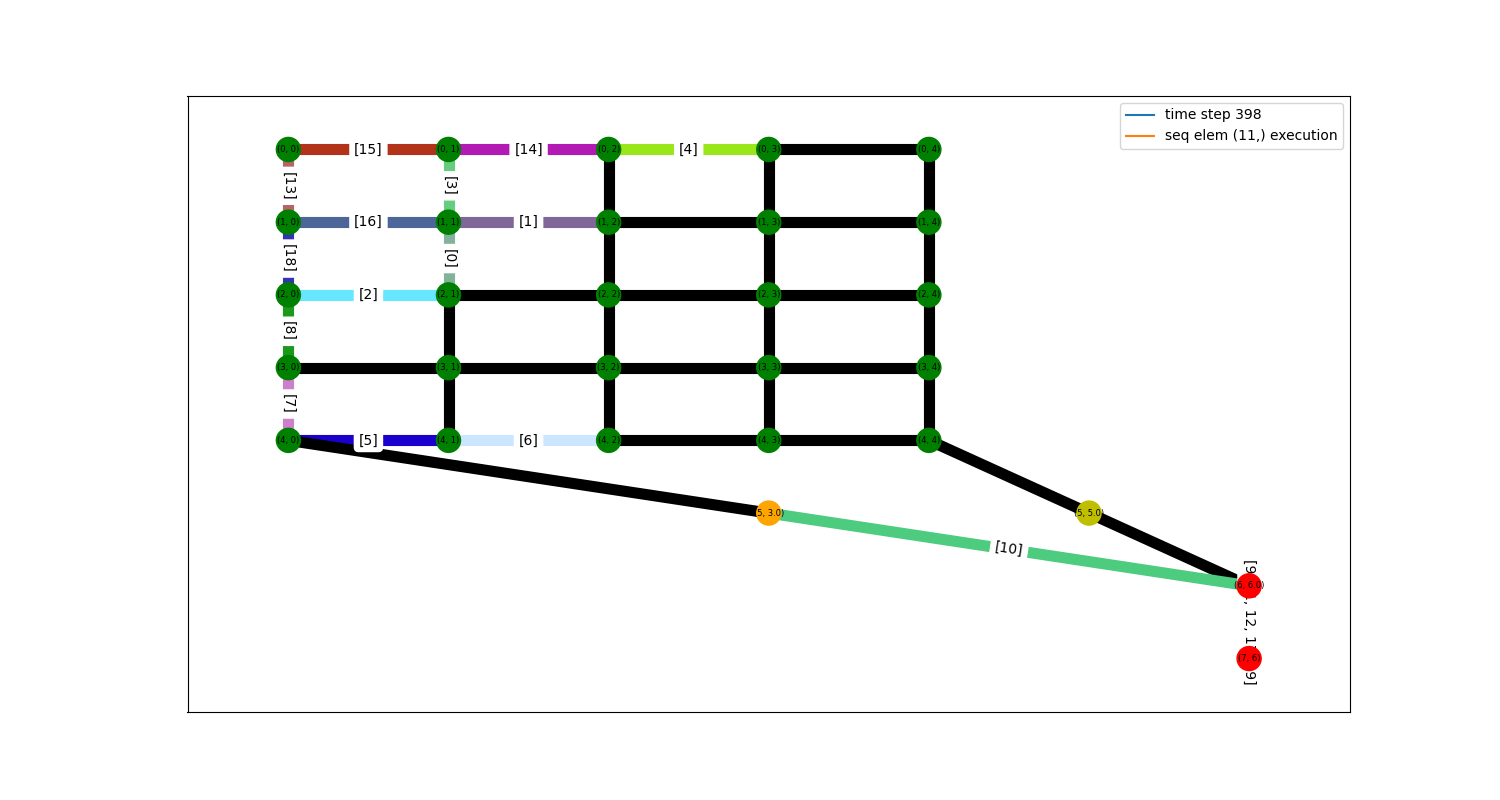 time step 398
seq elem (11,) execution
(0, 0) [15] (0, 1) [14] (0, 2) [4] (0, 3) (0, 4)
[13] [3]
(1, 0) [16] (1, 1) [1] (1, 2) (1, 3) (1, 4)
[18] [0]
(2, 0) [2] (2, 1) (2, 2) (2, 3) (2, 4)
[8]
(3, 0) (3, 1) (3, 2) (3, 3) (3, 4)
[7]
(4, 0) [5] (4, 1) [6] (4, 2) (4, 3) (4, 4)
(5, 3.0) (5, 5.0)
[10]
(6, 6.0)
12,
(7, 6)